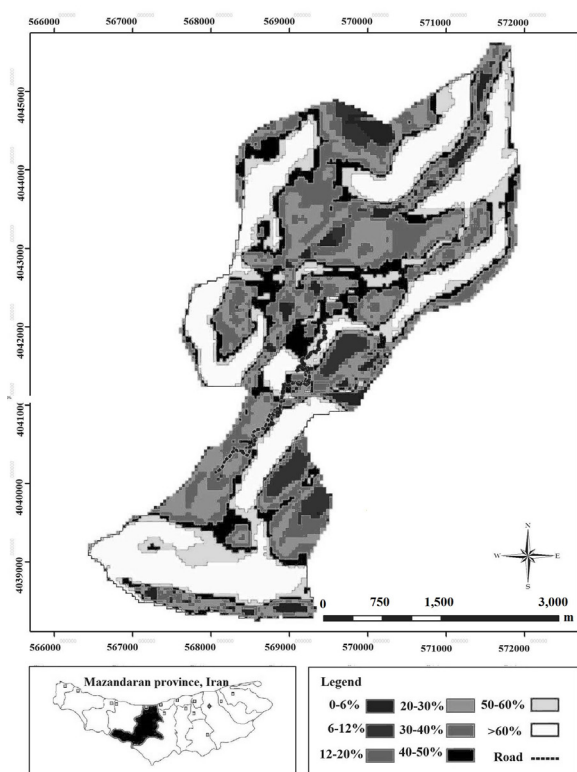 566000 567000 568000 569000 570000 571000 572000
4045000
4044000
4043000
4042000
4041000
4040000
4039000
N
W E
S
0 750 1,500 3,000
m
566000 567000 568000 569000 570000 571000 572000
Mazandaran province, Iran
Legend
0-6% 20-30% 50-60%
6-12% 30-40% >60%
12-20% 40-50% Road